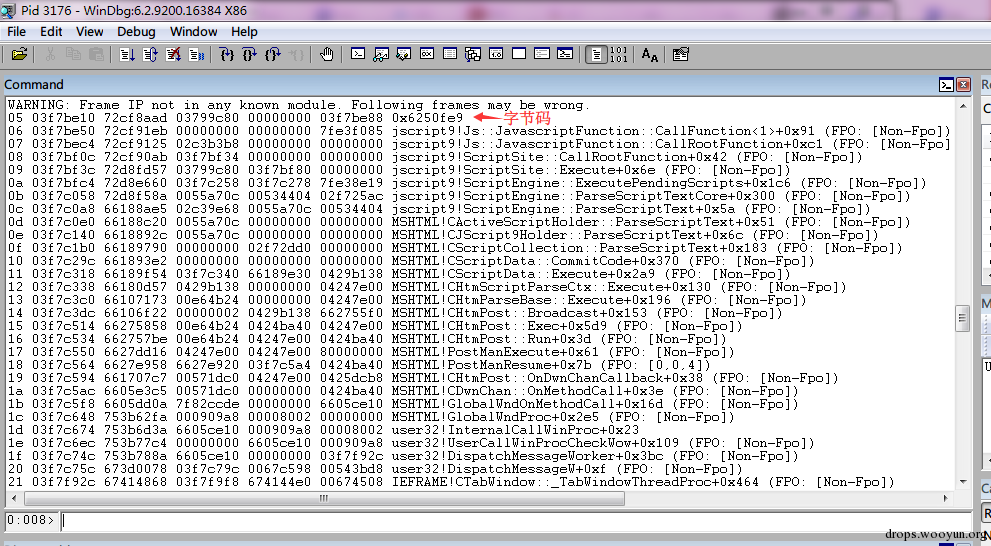 Pid 3176 - WinDbg:6.2.9200.16384 X86
File Edit View Debug Window Help
Command
WARNING: Frame IP not in any known module. Following frames may be wrong.
05 03f7be10 72cf8aad 03799c80 00000000 03f7be88 0x6250fe9 字节码
06 03f7be50 72cf91eb 00000000 00000000 7fe3f085 jscript9!Js::JavascriptFunction::CallFunction<1>+0x91 (FPO: [Non-Fpo])
07 03f7bec4 72cf9125 02c3b3b8 00000000 00000000 jscript9!Js::JavascriptFunction::CallRootFunction+0xc1 (FPO: [Non-Fpo]
08 03f7bf0c 72cf90ab 03f7bf34 00000000 00000000 jscript9!ScriptSite::CallRootFunction+0x42 (FPO: [Non-Fpo])
09 03f7bf3c 72d8fd57 03799c80 03f7bf80 00000000 jscript9!ScriptSite::Execute+0x6e (FPO: [Non-Fpo])
0a 03f7bfc4 72d8e660 03f7c258 03f7c278 7fe38e19 jscript9!ScriptEngine::ExecutePendingScripts+0x1c6 (FPO: [Non-Fpo])
0b 03f7c058 72d8f58a 0055a70c 00534404 02f725ac jscript9!ScriptEngine::ParseScriptTextCore+0x300 (FPO: [Non-Fpo])
0c 03f7c0a8 66188ae5 02c39e68 0055a70c 00534404 jscript9!ScriptEngine::ParseScriptText+0x5a (FPO: [Non-Fpo])
0d 03f7c0e0 66188c20 0055a70c 00000000 00000000 MSHTML!CActiveScriptHolder::ParseScriptText+0x51 (FPO: [Non-Fpo])
0e 03f7c140 6618892c 0055a70c 00000000 00000000 MSHTML!CJScript9Holder::ParseScriptText+0x6c (FPO: [Non-Fpo])
0f 03f7c1b0 66189790 00000000 02f72dd0 00000000 MSHTML!CScriptCollection::ParseScriptText+0x183 (FPO: [Non-Fpo])
10 03f7c29c 661893e2 00000000 00000000 00000000 MSHTML!CScriptData::CommitCode+0x370 (FPO: [Non-Fpo])
11 03f7c318 66189f54 03f7c340 66189e30 0429b138 MSHTML!CScriptData::Execute+0x2a9 (FPO: [Non-Fpo])
12 03f7c338 66180d57 0429b138 00000000 04247e00 MSHTML!CHtmScriptParseCtx::Execute+0x130 (FPO: [Non-Fpo])
13 03f7c3c0 66107173 00e64b24 00000000 04247e00 MSHTML!CHtmParseBase::Execute+0x196 (FPO: [Non-Fpo])
14 03f7c3dc 66106f22 00000002 0429b138 662755f0 MSHTML!CHtmPost::Broadcast+0x153 (FPO: [Non-Fpo])
15 03f7c514 66275858 00e64b24 0424ba40 04247e00 MSHTML!CHtmPost::Exec+0x5d9 (FPO: [Non-Fpo])
16 03f7c534 662757be 00e64b24 04247e00 0424ba40 MSHTML!CHtmPost::Run+0x3d (FPO: [Non-Fpo])
17 03f7c550 6627dd16 04247e00 04247e00 80000000 MSHTML!PostManExecute+0x61 (FPO: [Non-Fpo])
18 03f7c564 6627e958 6627e920 03f7c5a4 0424ba40 MSHTML!PostManResume+0x7b (FPO: [0,0,4])
19 03f7c594 661707c7 00571dc0 04247e00 0425dcb8 MSHTML!CHtmPost::OnDwnChanCallback+0x38 (FPO: [Non-Fpo])
1a 03f7c5ac 6605e3c5 00571dc0 00000000 0424ba40 MSHTML!CDwnChan::OnMethodCall+0x3e (FPO: [Non-Fpo])
1b 03f7c5f8 6605dd0a 7f82ccde 00000000 6605ce10 MSHTML!GlobalWndOnMethodCall+0x16d (FPO: [Non-Fpo])
1c 03f7c648 753b62fa 000909a8 00008002 00000000 MSHTML!GlobalWndProc+0x2e5 (FPO: [Non-Fpo])
1d 03f7c674 753b6d3a 6605ce10 000909a8 00008002 user32!InternalCallWinProc+0x23
1e 03f7c6ec 753b77c4 00000000 6605ce10 000909a8 user32!UserCallWinProcCheckWow+0x109 (FPO: [Non-Fpo])
1f 03f7c74c 753b788a 6605ce10 00000000 03f7f92c user32!DispatchMessageWorker+0x3bc (FPO: [Non-Fpo])
20 03f7c75c 673d0078 03f7c79c 0067c598 00543bd8 user32!DispatchMessageW+0xf (FPO: [Non-Fpo])
21 03f7f92c 67414868 03f7f9f8 674144e0 00674508 IEFRAME!CTabWindow::_TabWindowThreadProc+0x464 (FPO: [Non-Fpo])
0:008>
drops.wooyun.org